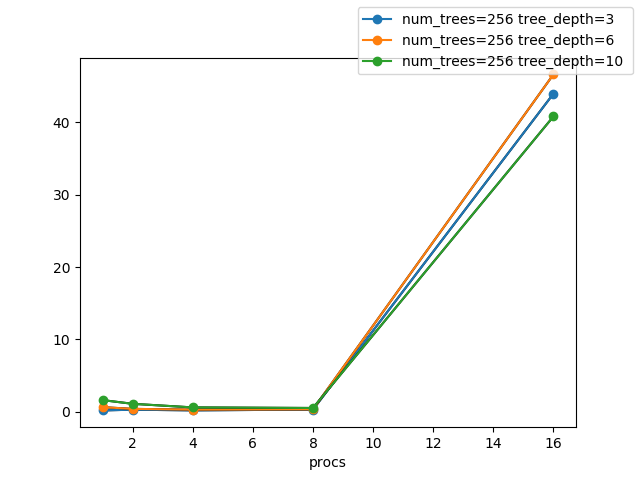 num_trees=256 tree_depth=3
num_trees=256 tree_depth=6
num_trees=256 tree_depth=10
40
30
20
10
0
2 4 6 8 10 12 14 16
procs